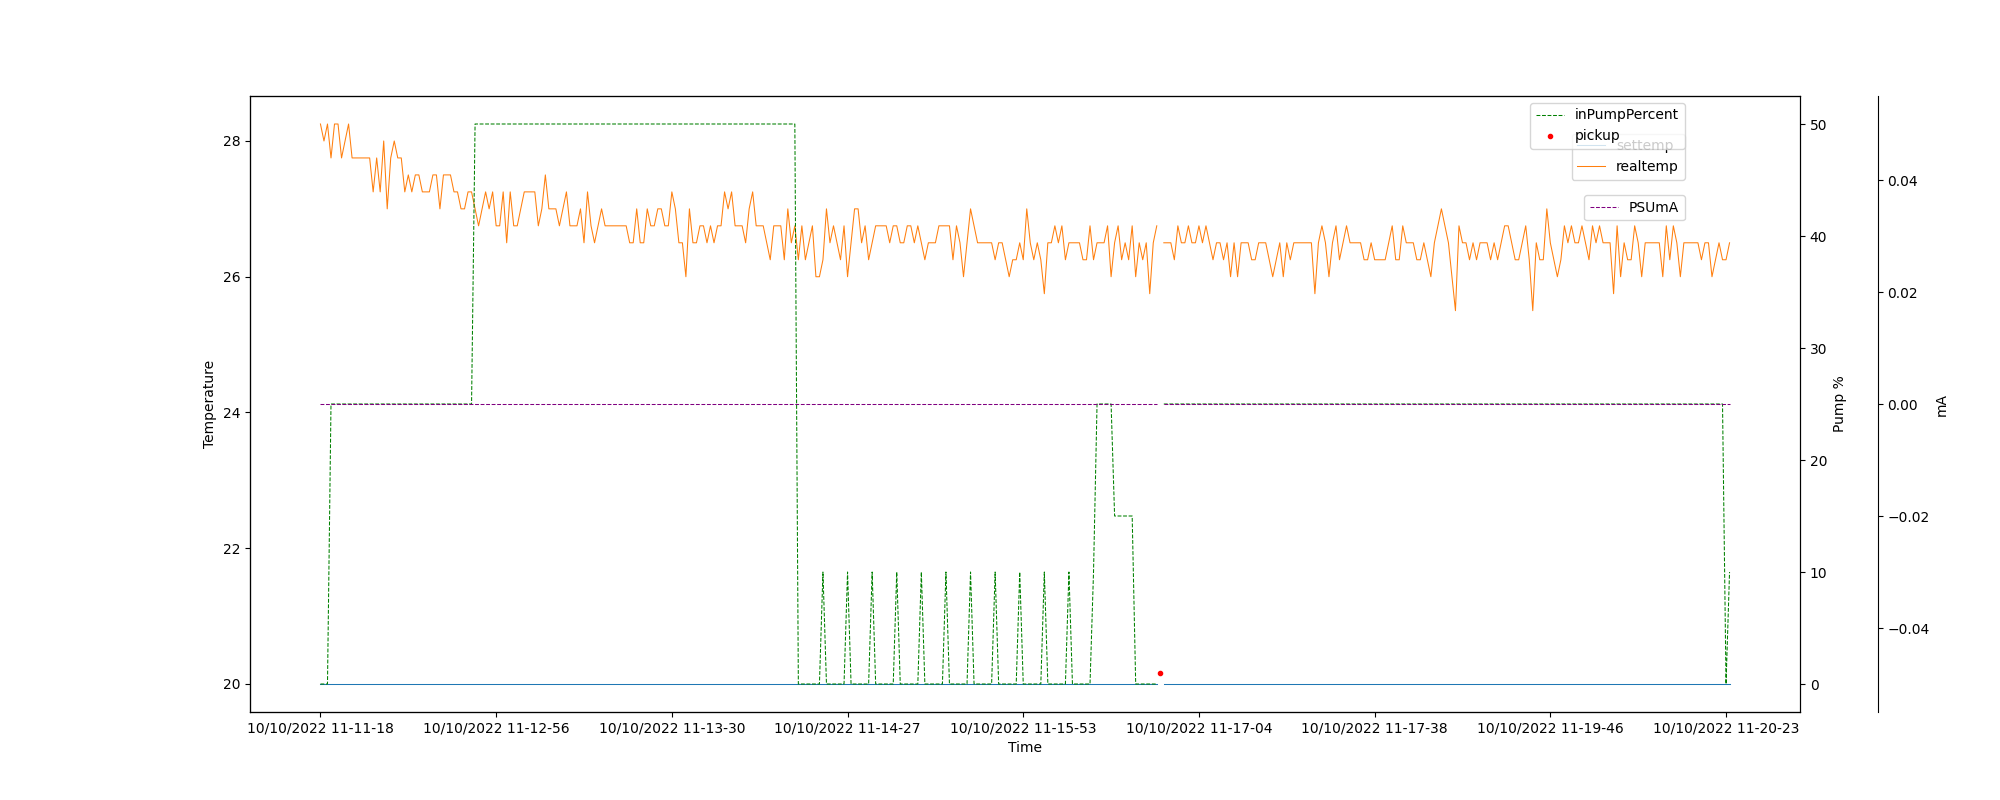 inPumpPercent
pickup
settemp
realtemp
PSUmA
28
26
24
22
20
Temperature
50
40
30
20
10
0
Pump %
0.04
0.02
0.00
−0.02
−0.04
mA
10/10/2022 11-11-18 10/10/2022 11-12-56 10/10/2022 11-13-30 10/10/2022 11-14-27 10/10/2022 11-15-53 10/10/2022 11-17-04 10/10/2022 11-17-38 10/10/2022 11-19-46 10/10/2022 11-20-23
Time